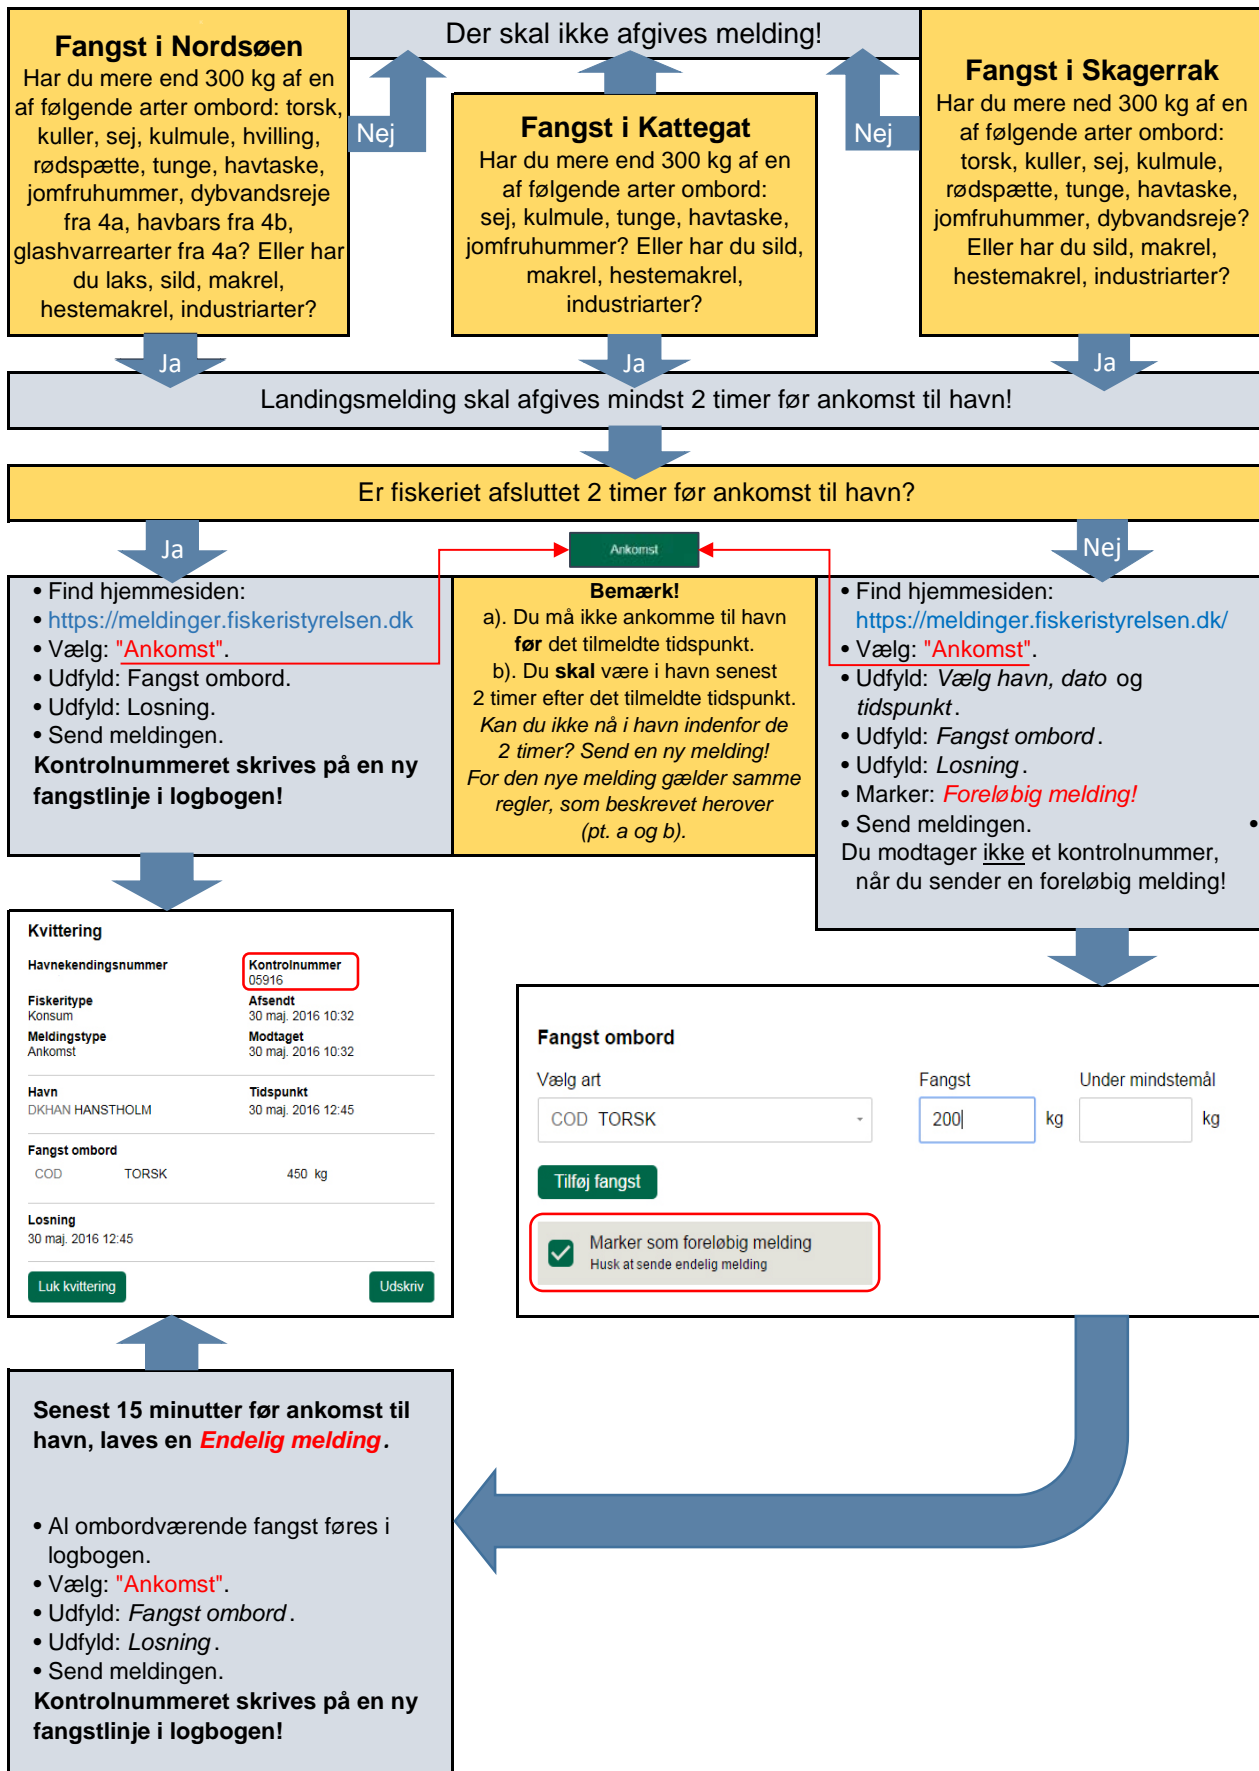 Der skal ikke afgives melding!
Fangst i Nordsøen
Har du mere end 300 kg af en
af følgende arter ombord: torsk,
kuller, sej, kulmule, hvilling,
rødspætte, tunge, havtaske,
jomfruhummer, dybvandsreje
fra 4a, havbars fra 4b,
glashvarrearter fra 4a? Eller har
du laks, sild, makrel,
hestemakrel, industriarter?
Nej
Fangst i Kattegat
Har du mere end 300 kg af en
af følgende arter ombord:
sej, kulmule, tunge, havtaske,
jomfruhummer? Eller har du sild,
makrel, hestemakrel,
industriarter?
Nej
Fangst i Skagerrak
Har du mere ned 300 kg af en
af følgende arter ombord:
torsk, kuller, sej, kulmule,
rødspætte, tunge, havtaske,
jomfruhummer, dybvandsreje?
Eller har du sild, makrel,
hestemakrel, industriarter?
Ja
Ja
Ja
Landingsmelding skal afgives mindst 2 timer før ankomst til havn!
Er fiskeriet afsluttet 2 timer før ankomst til havn?
Ja
Ankomst
Nej
• Find hjemmesiden:
• https://meldinger.fiskeristyrelsen.dk
• Vælg: "Ankomst".
• Udfyld: Fangst ombord.
• Udfyld: Losning.
• Send meldingen.
Kontrolnummeret skrives på en ny
fangstlinje i logbogen!
Bemærk!
a). Du må ikke ankomme til havn
før det tilmeldte tidspunkt.
b). Du skal være i havn senest
2 timer efter det tilmeldte tidspunkt.
Kan du ikke nå i havn indenfor de
2 timer? Send en ny melding!
For den nye melding gælder samme
regler, som beskrevet herover
(pt. a og b).
• Find hjemmesiden:
https://meldinger.fiskeristyrelsen.dk/
• Vælg: "Ankomst".
• Udfyld: Vælg havn, dato og
tidspunkt.
• Udfyld: Fangst ombord.
• Udfyld: Losning.
• Marker: Foreløbig melding!
• Send meldingen.
•
Du modtager ikke et kontrolnummer,
når du sender en foreløbig melding!
Kvittering
Havnekendingsnummer Kontrolnummer
05916
Fiskeritype Afsendt
Konsum 30 maj. 2016 10:32
Meldingstype Modtaget
Ankomst 30 maj. 2016 10:32
Havn Tidspunkt
DKHAN HANSTHOLM 30 maj. 2016 12:45
Fangst ombord
COD TORSK 450 kg
Losning
30 maj. 2016 12:45
Luk kvittering Udskriv
Fangst ombord
Vælg art Fangst Under mindstemål
COD TORSK 200 kg kg
Tilføj fangst
Marker som foreløbig melding
Husk at sende endelig melding
Senest 15 minutter før ankomst til
havn, laves en Endelig melding.
• Al ombordværende fangst føres i
logbogen.
• Vælg: "Ankomst".
• Udfyld: Fangst ombord.
• Udfyld: Losning.
• Send meldingen.
Kontrolnummeret skrives på en ny
fangstlinje i logbogen!